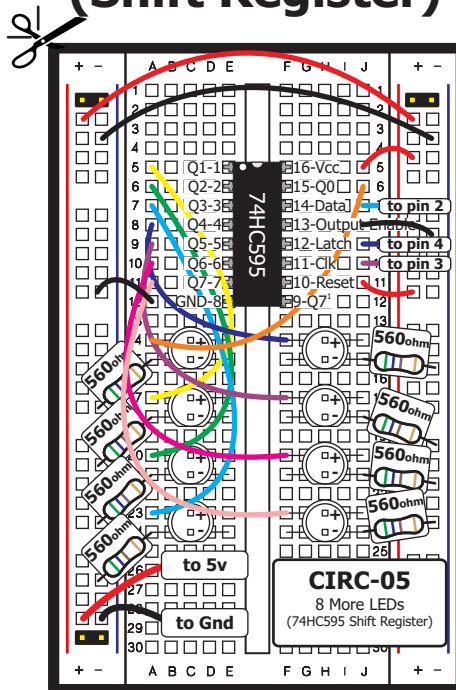 (Shift Register)
+ -
A B C D E
F G H I J
+ -
1
2
3
4
5
6
7
8
9
10
11
12
Q1-1
Q2-2
Q3-3
Q4-4
Q5-5
Q6-6
Q7-7
GND-8
74HC595
16-Vcc
15-Q0
14-Data
13-Output Enable
12-Latch
11-Clk
10-Reset
9-Q7'
to pin 2
to pin 4
to pin 3
560ohm
560ohm
560ohm
560ohm
560ohm
560ohm
560ohm
560ohm
23
25
26
27
28
29
30
to 5v
to Gnd
CIRC-05
8 More LEDs
(74HC595 Shift Register)
+ -
A B C D E
F G H I J
+ -